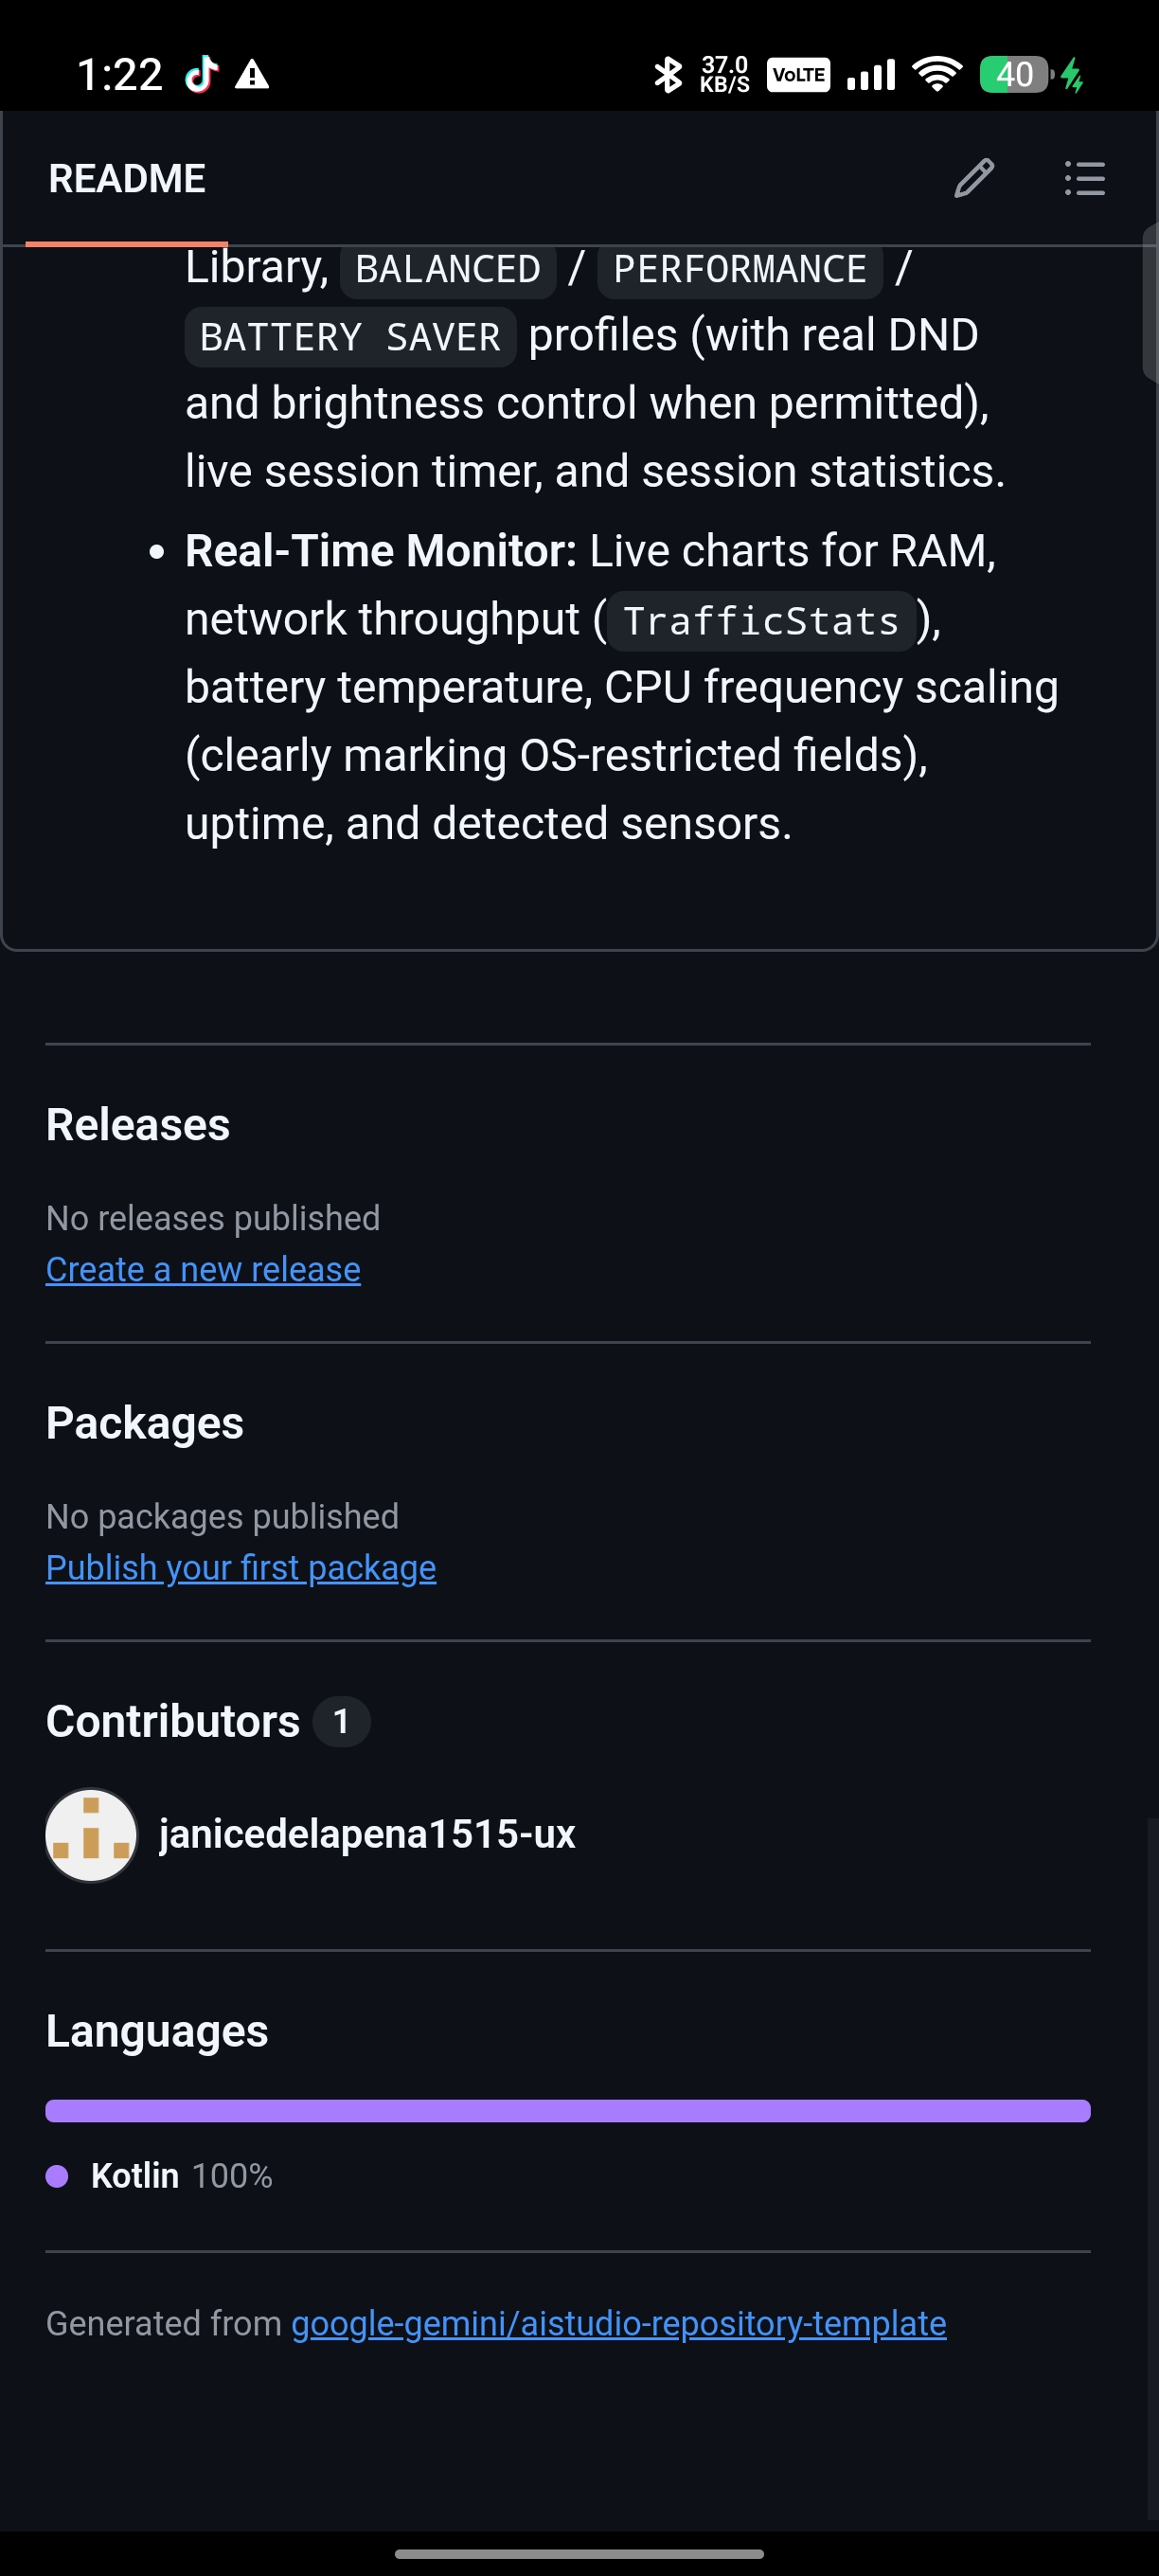 1:22 37.0 KB/S VoLTE 40
README
Library, BALANCED / PERFORMANCE /
BATTERY SAVER profiles (with real DND
and brightness control when permitted),
live session timer, and session statistics.
• Real-Time Monitor: Live charts for RAM,
network throughput ( TrafficStats ),
battery temperature, CPU frequency scaling
(clearly marking OS-restricted fields),
uptime, and detected sensors.
Releases
No releases published
Create a new release
Packages
No packages published
Publish your first package
Contributors 1
janicedelapena1515-ux
Languages
Kotlin 100%
Generated from google-gemini/aistudio-repository-template